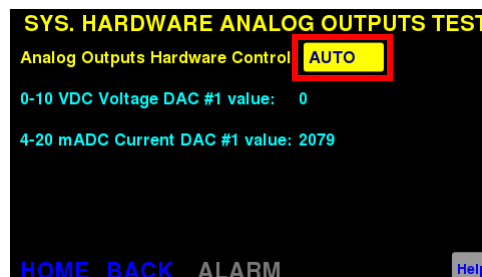 SYS. HARDWARE ANALOG OUTPUTS TEST
Analog Outputs Hardware Control AUTO
0-10 VDC Voltage DAC #1 value: 0
4-20 mADC Current DAC #1 value: 2079
HOME BACK ALARM Help